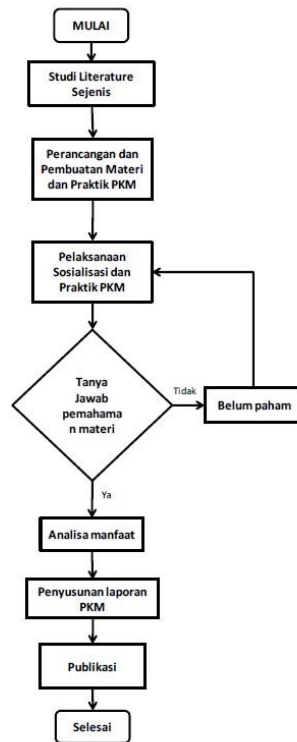 MULAI
Studi Literature
Sejenis
Perancangan dan
Pembuatan Materi
dan Praktik PKM
Pelaksanaan
Sosialisasi dan
Praktik PKM
Tanya
Jawab
pemahama
n materi
Tidak
Belum paham
Ya
Analisa manfaat
Penyusunan laporan
PKM
Publikasi
Selesai